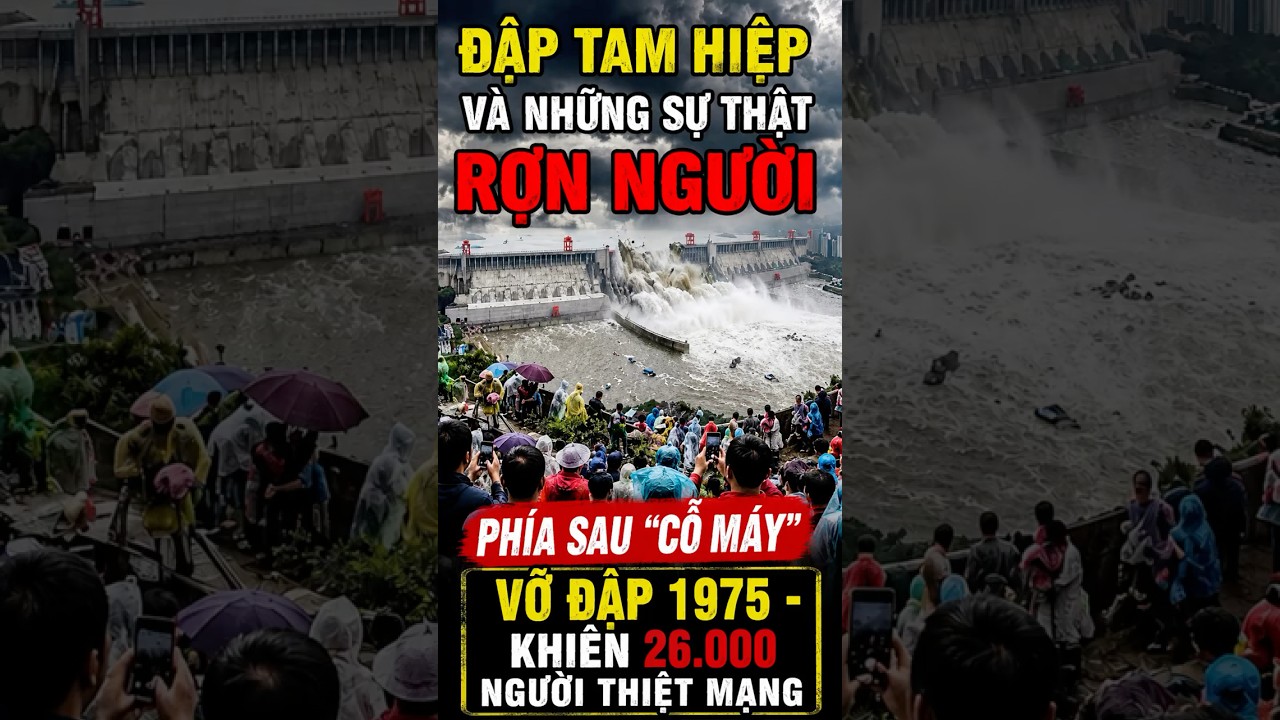 ĐẬP TAM HIỆP
VÀ NHỮNG SỰ THẬT
RỢN NGƯỜI
PHÍA SAU “CỖ MÁY”
VỠ ĐẬP 1975 -
KHIÊN 26.000
NGƯỜI THIỆT MẠNG